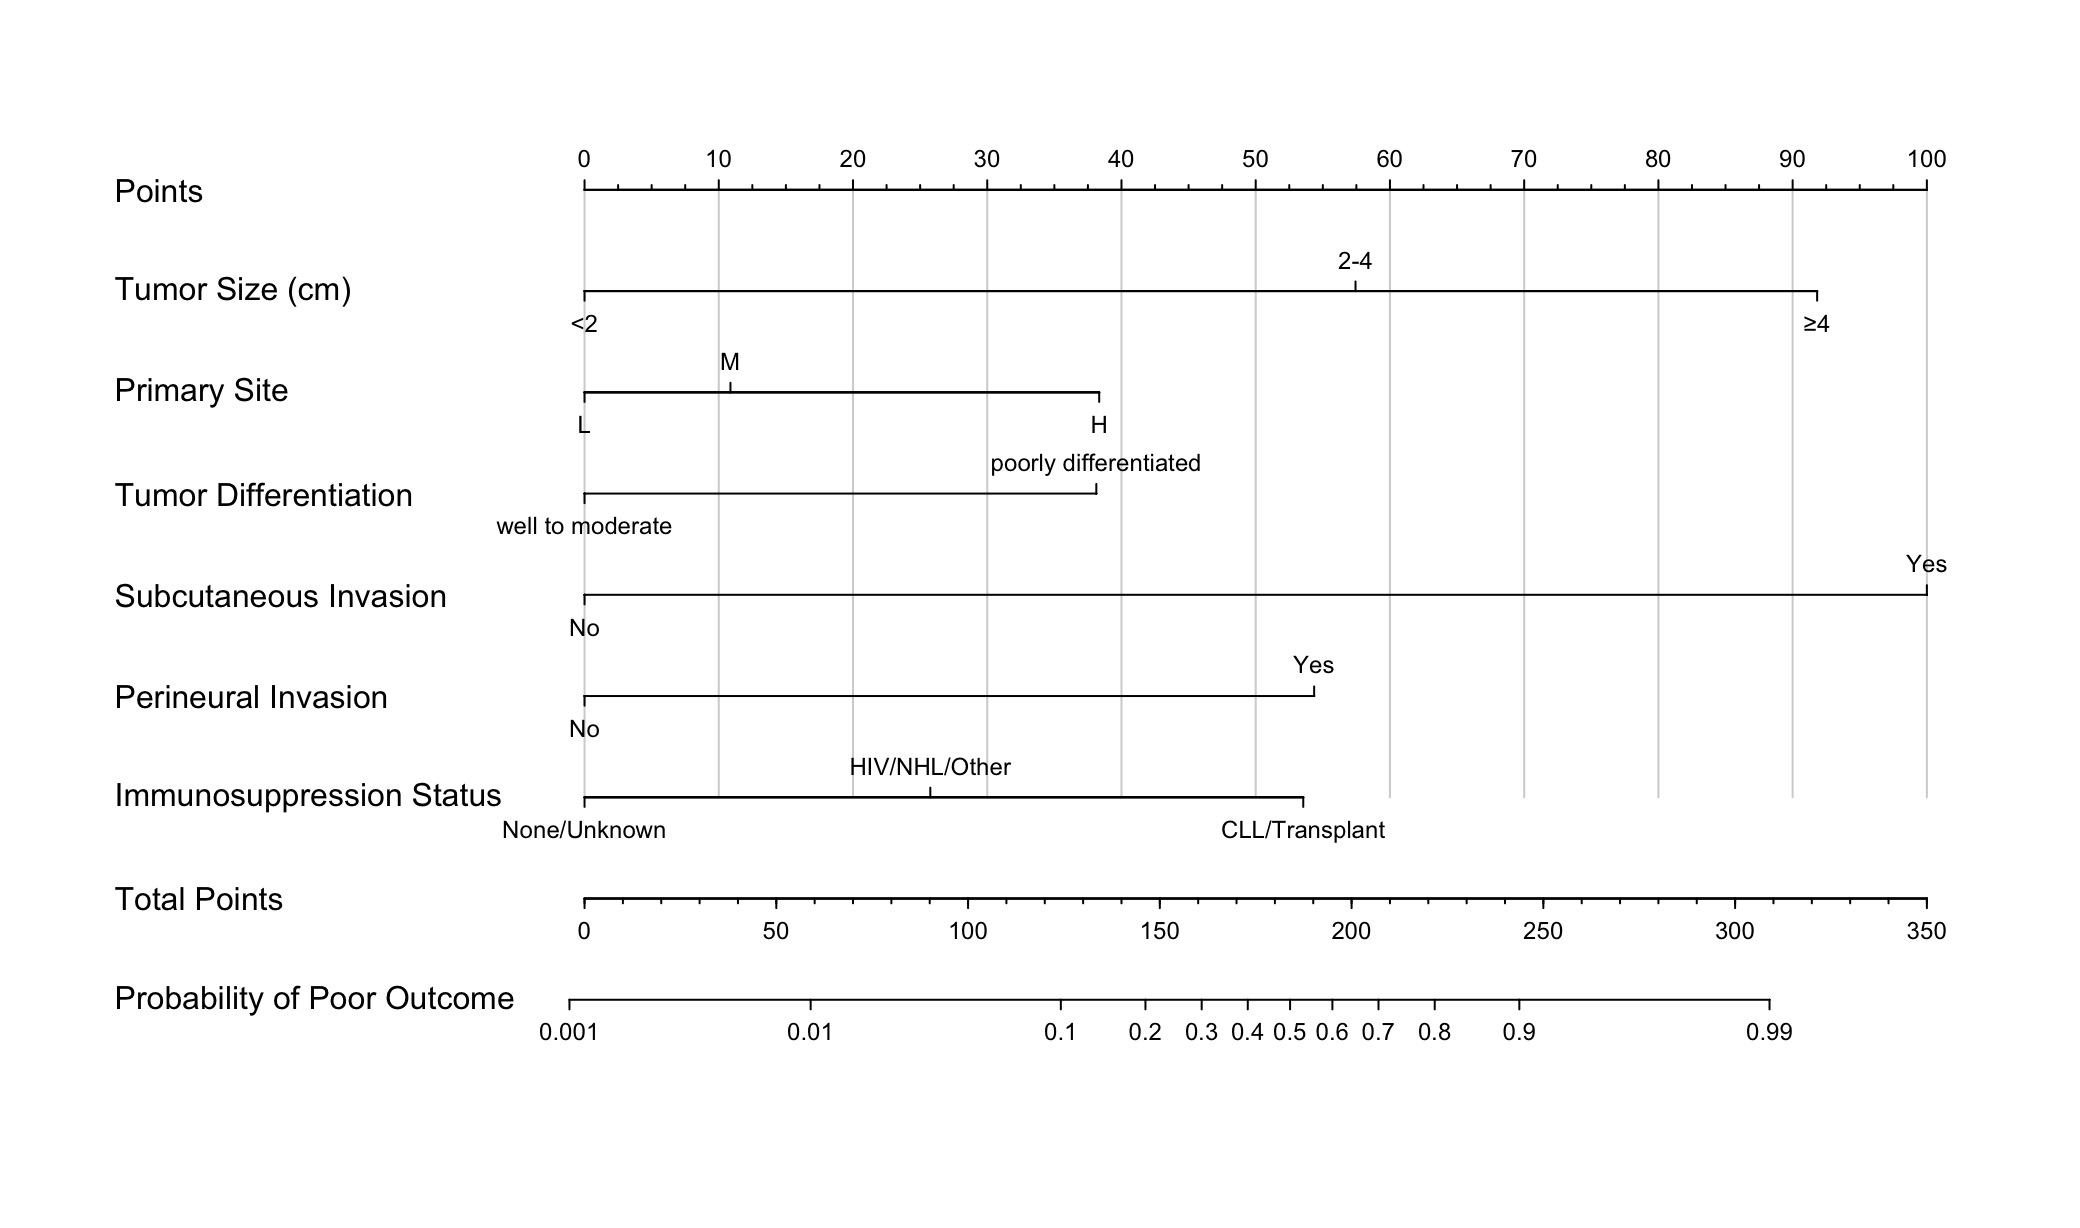 0 10 20 30 40 50 60 70 80 90 100
Points
2-4
Tumor Size (cm)
<2 ≥4
M
Primary Site
L H
poorly differentiated
Tumor Differentiation
well to moderate
Yes
Subcutaneous Invasion
No
Yes
Perineural Invasion
No
HIV/NHL/Other
Immunosuppression Status
None/Unknown CLL/Transplant
Total Points
0 50 100 150 200 250 300 350
Probability of Poor Outcome
0.001 0.01 0.1 0.2 0.3 0.4 0.5 0.6 0.7 0.8 0.9 0.99